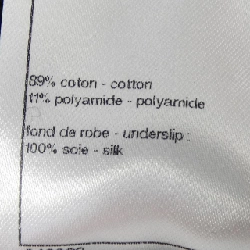 89% coton - cotton
11% polyamide - polyamide
fond de robe - underslip :
100% soie - silk